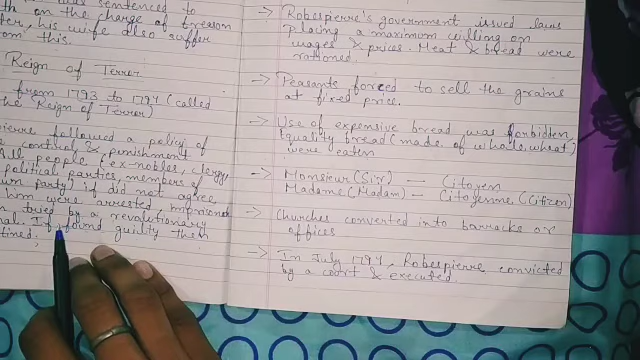 was sentenced to
th on the charge of treason
ter, his wife also suffer
om this.
Reign of Terror
from 1793 to 1794 (called
the Reign of Terror)
pierre followed a policy of
e control & punishment
All people (ex-nobles, clergy
political parties, members of
wn party) if did not agree
him were arrested, imprisoned
tried by a revolutionary
nal. If found guilty then
tined.
→ Robespierre's government issued laws
placing a maximum ceiling on
wages & prices. Meat & bread were
rationed.
→ Peasants forced to sell the grains
at fixed price.
→ Use of expensive bread was forbidden,
Equality bread (made of whole wheat)
were eaten
→ Monsieur (Sir) — Citoyen
Madame (Madam) — Citoyenne (Citizen)
→ Churches converted into barracks or
offices
→ In July 1794, Robespierre convicted
by a court & executed